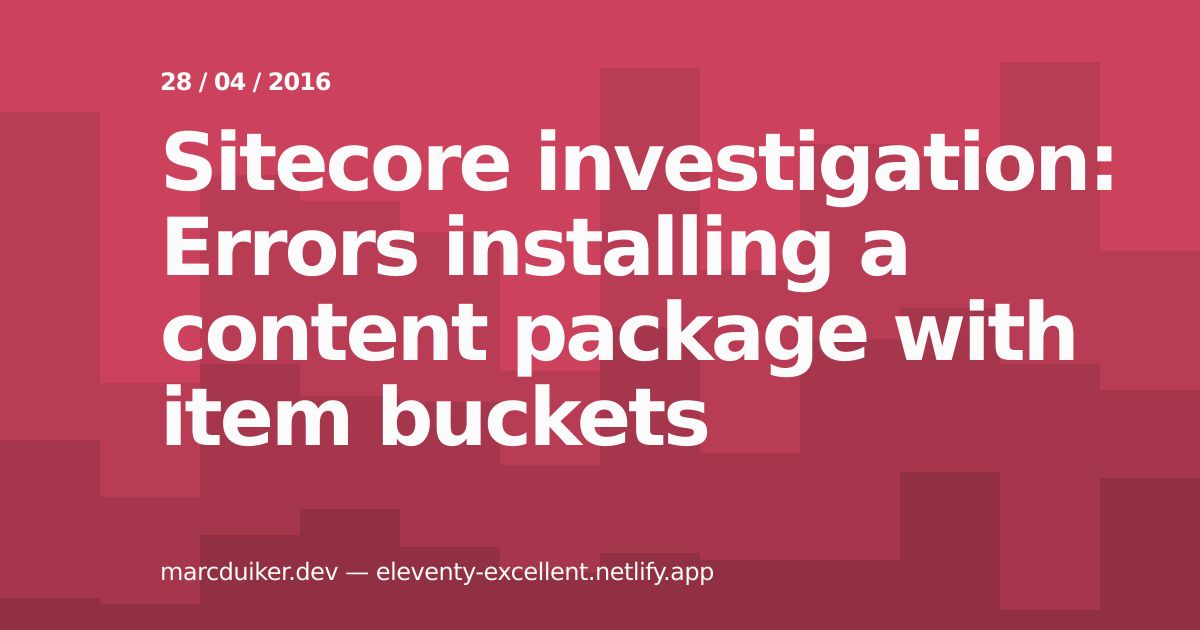 28 / 04 / 2016
Sitecore investigation:
Errors installing a
content package with
item buckets
marcduiker.dev — eleventy-excellent.netlify.app